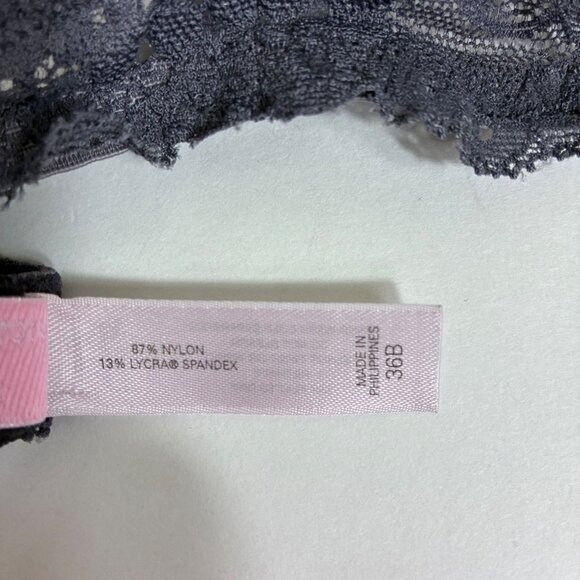 87% NYLON
13% LYCRA® SPANDEX
MADE IN
PHILIPPINES
36B